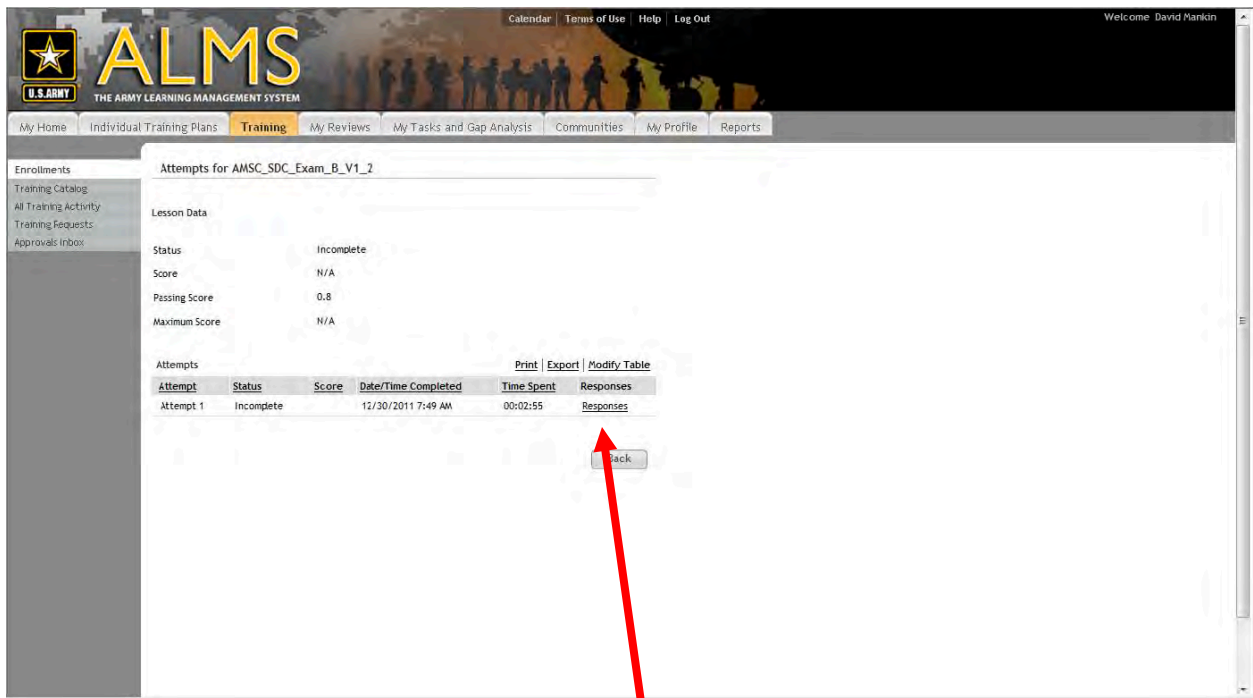 Calendar | Terms of Use | Help | Log Out
Welcome David Mankin
ALMS
U.S.ARMY
THE ARMY LEARNING MANAGEMENT SYSTEM
My Home Individual Training Plans Training My Reviews My Tasks and Gap Analysis Communities My Profile Reports
Enrollments
Training Catalog
All Training Activity
Training Requests
Approvals Inbox
Attempts for AMSC_SDC_Exam_B_V1_2
Lesson Data
Status Incomplete
Score N/A
Passing Score 0.8
Maximum Score N/A
Attempts Print | Export | Modify Table
Attempt Status Score Date/Time Completed Time Spent Responses
Attempt 1 Incomplete 12/30/2011 7:49 AM 00:02:55 Responses
Back